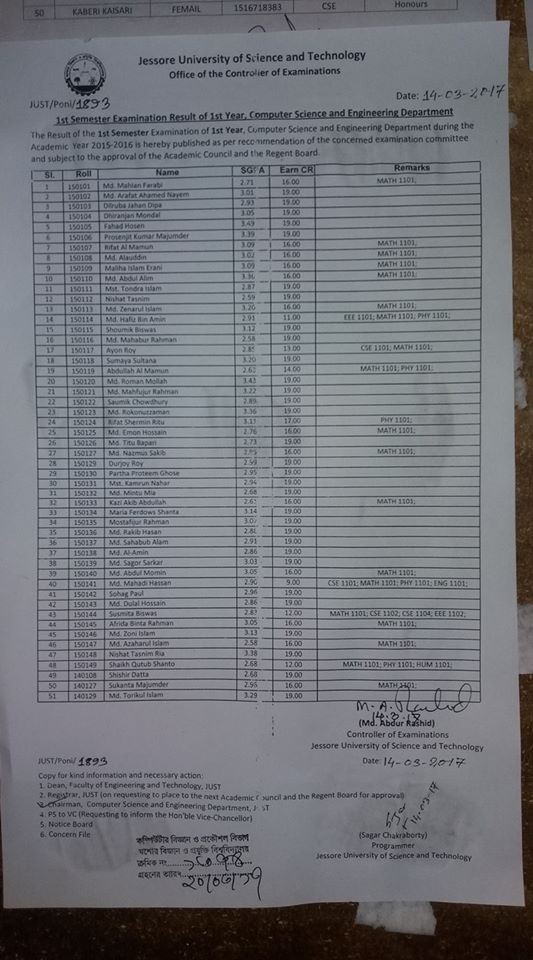 50 KABERI KAISARI FEMAIL 1516718383 CSE Honours
Jessore University of Science and Technology
Office of the Controller of Examinations
JUST/Poni/1893 Date: 14-03-2017
1st Semester Examination Result of 1st Year, Computer Science and Engineering Department
The Result of the 1st Semester Examination of 1st Year, Computer Science and Engineering Department during the
Academic Year 2015-2016 is hereby published as per recommendation of the concerned examination committee
and subject to the approval of the Academic Council and the Regent Board.
Sl. Roll Name SGPA Earn CR Remarks
1 150101 Md. Mahian Farabi 2.71 16.00 MATH 1101;
2 150102 Md. Arafat Ahamed Nayem 3.01 19.00
3 150103 Dilruba Jahan Dipa 2.93 19.00
4 150104 Dhiranjan Mondal 3.05 19.00
5 150105 Fahad Hosen 3.49 19.00
6 150106 Prosenjit Kumar Majumder 3.39 19.00
7 150107 Rifat Al Mamun 3.09 16.00 MATH 1101;
8 150108 Md. Alauddin 3.02 16.00 MATH 1101;
9 150109 Maliha Islam Erani 3.09 16.00 MATH 1101;
10 150110 Md. Abdul Alim 3.36 16.00 MATH 1101;
11 150111 Mst. Tondra Islam 2.87 19.00
12 150112 Nishat Tasnim 2.59 19.00
13 150113 Md. Zenarul Islam 3.20 16.00 MATH 1101;
14 150114 Md. Hafiz Bin Amin 2.91 11.00 EEE 1101; MATH 1101; PHY 1101;
15 150115 Shoumik Biswas 3.12 19.00
16 150116 Md. Mahabur Rahman 2.58 19.00
17 150117 Ayon Roy 2.85 13.00 CSE 1101; MATH 1101;
18 150118 Sumaya Sultana 3.20 19.00
19 150119 Abdullah Al Mamun 14.00 MATH 1101; PHY 1101;
20 150120 Md. Roman Mollah 3.43 19.00
21 150121 Md. Mahfujur Rahman 3.22 19.00
22 150122 Saumik Chowdhury 2.89 19.00
23 150123 Md. Rokonuzzaman 3.36 19.00
24 150124 Rifat Shermin Ritu 17.00 PHY 1101;
25 150125 Md. Emon Hossain 2.76 16.00 MATH 1101;
26 150126 Md. Titu Bapari 2.73 19.00
27 150127 Md. Nazmus Sakib 16.00 MATH 1101;
28 150129 Durjoy Roy 2.59 19.00
29 150130 Partha Proteem Ghose 2.95 19.00
30 150131 Mst. Kamrun Nahar 2.94 19.00
31 150132 Md. Mintu Mia 2.68 19.00
32 150133 Kazi Akib Abdullah 16.00 MATH 1101;
33 150134 Maria Ferdows Shanta 3.14 19.00
34 150135 Mostafijur Rahman 19.00
35 150136 Md. Rakib Hasan 19.00
36 150137 Md. Sahabub Alam 2.91 19.00
37 150138 Md. Al-Amin 2.86 19.00
38 150139 Md. Sagor Sarkar 3.03 19.00
39 150140 Md. Abdul Momin 3.05 16.00 MATH 1101;
40 150141 Md. Mahadi Hassan 2.90 9.00 CSE 1101; MATH 1101; PHY 1101; ENG 1101;
41 150142 Sohag Paul 2.96 19.00
42 150143 Md. Dulal Hossain 2.86 19.00
43 150144 Susmita Biswas 2.87 12.00 MATH 1101; CSE 1102; CSE 1104; EEE 1102;
44 150145 Afrida Binta Rahman 3.05 16.00 MATH 1101;
45 150146 Md. Zoni Islam 3.13 19.00
46 150147 Md. Azaharul Islam 2.58 16.00 MATH 1101;
47 150148 Nishat Tasnim Ria 3.38 19.00
48 150149 Shaikh Qutub Shanto 2.68 12.00 MATH 1101; PHY 1101; HUM 1101;
49 140108 Shishir Datta 2.68 19.00
50 140127 Sukanta Majumder 2.96 16.00 MATH 1101;
51 140129 Md. Torikul Islam 3.29 19.00
M. A. Rashid
14.3.17
(Md. Abdur Rashid)
Controller of Examinations
Jessore University of Science and Technology
JUST/Poni/1893 Date: 14-03-2017
Copy for kind information and necessary action:
1. Dean, Faculty of Engineering and Technology, JUST
2. Registrar, JUST (on requesting to place to the next Academic Council and the Regent Board for approval)
3. Chairman, Computer Science and Engineering Department, JUST
4. PS to VC (Requesting to inform the Hon'ble Vice-Chancellor)
5. Notice Board
6. Concern File
14-03-17
(Sagar Chakraborty)
Programmer
Jessore University of Science and Technology
কম্পিউটার বিজ্ঞান ও প্রকৌশল বিভাগ
যশোর বিজ্ঞান ও প্রযুক্তি বিশ্ববিদ্যালয়
ক্রমিক নং
গ্রহনের তারিখ